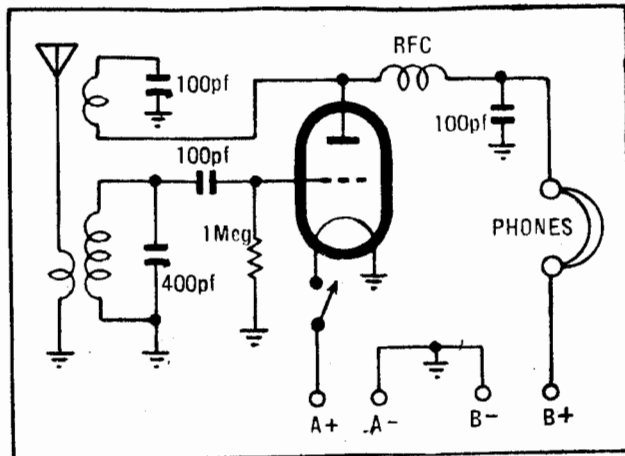 RFC
100pf
100pf
100pf
1Meg
400pf
PHONES
A+
A-
B-
B+